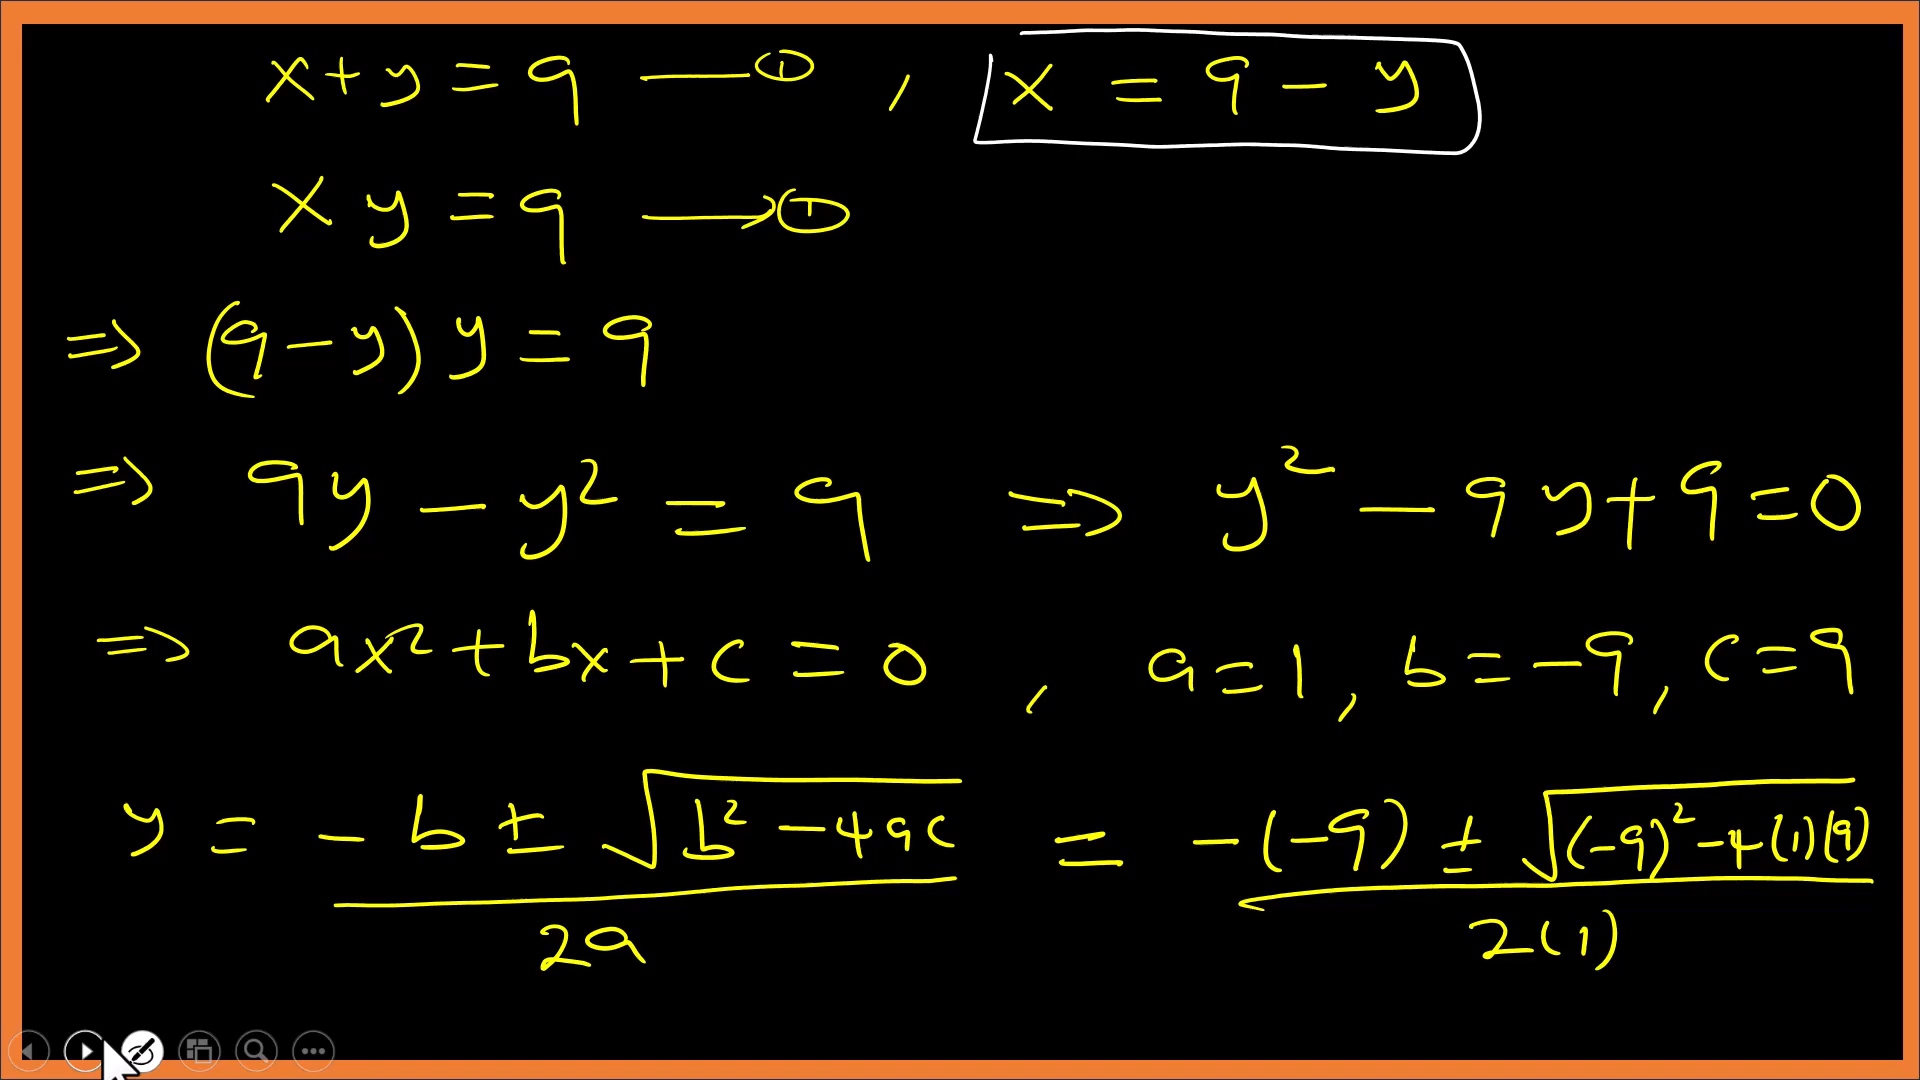 x + y = 9 — ① , x = 9 - y
x y = 9 → ①
⇒ (9 - y) y = 9
⇒ 9y - y² = 9 ⇒ y² - 9y + 9 = 0
⇒ ax² + bx + c = 0 , a = 1 , b = -9 , c = 9
y = (-b ± √(b² - 4ac)) / 2a = (-(-9) ± √((-9)² - 4(1)(9))) / 2(1)